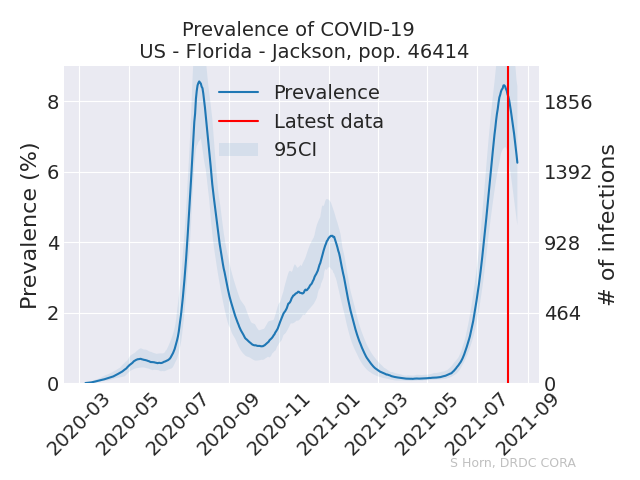 Prevalence of COVID-19
US - Florida - Jackson, pop. 46414
Prevalence
Latest data
95CI
Prevalence (%)
8
6
4
2
0
# of infections
1856
1392
928
464
0
2020-03
2020-05
2020-07
2020-09
2020-11
2021-01
2021-03
2021-05
2021-07
2021-09
S Horn, DRDC CORA